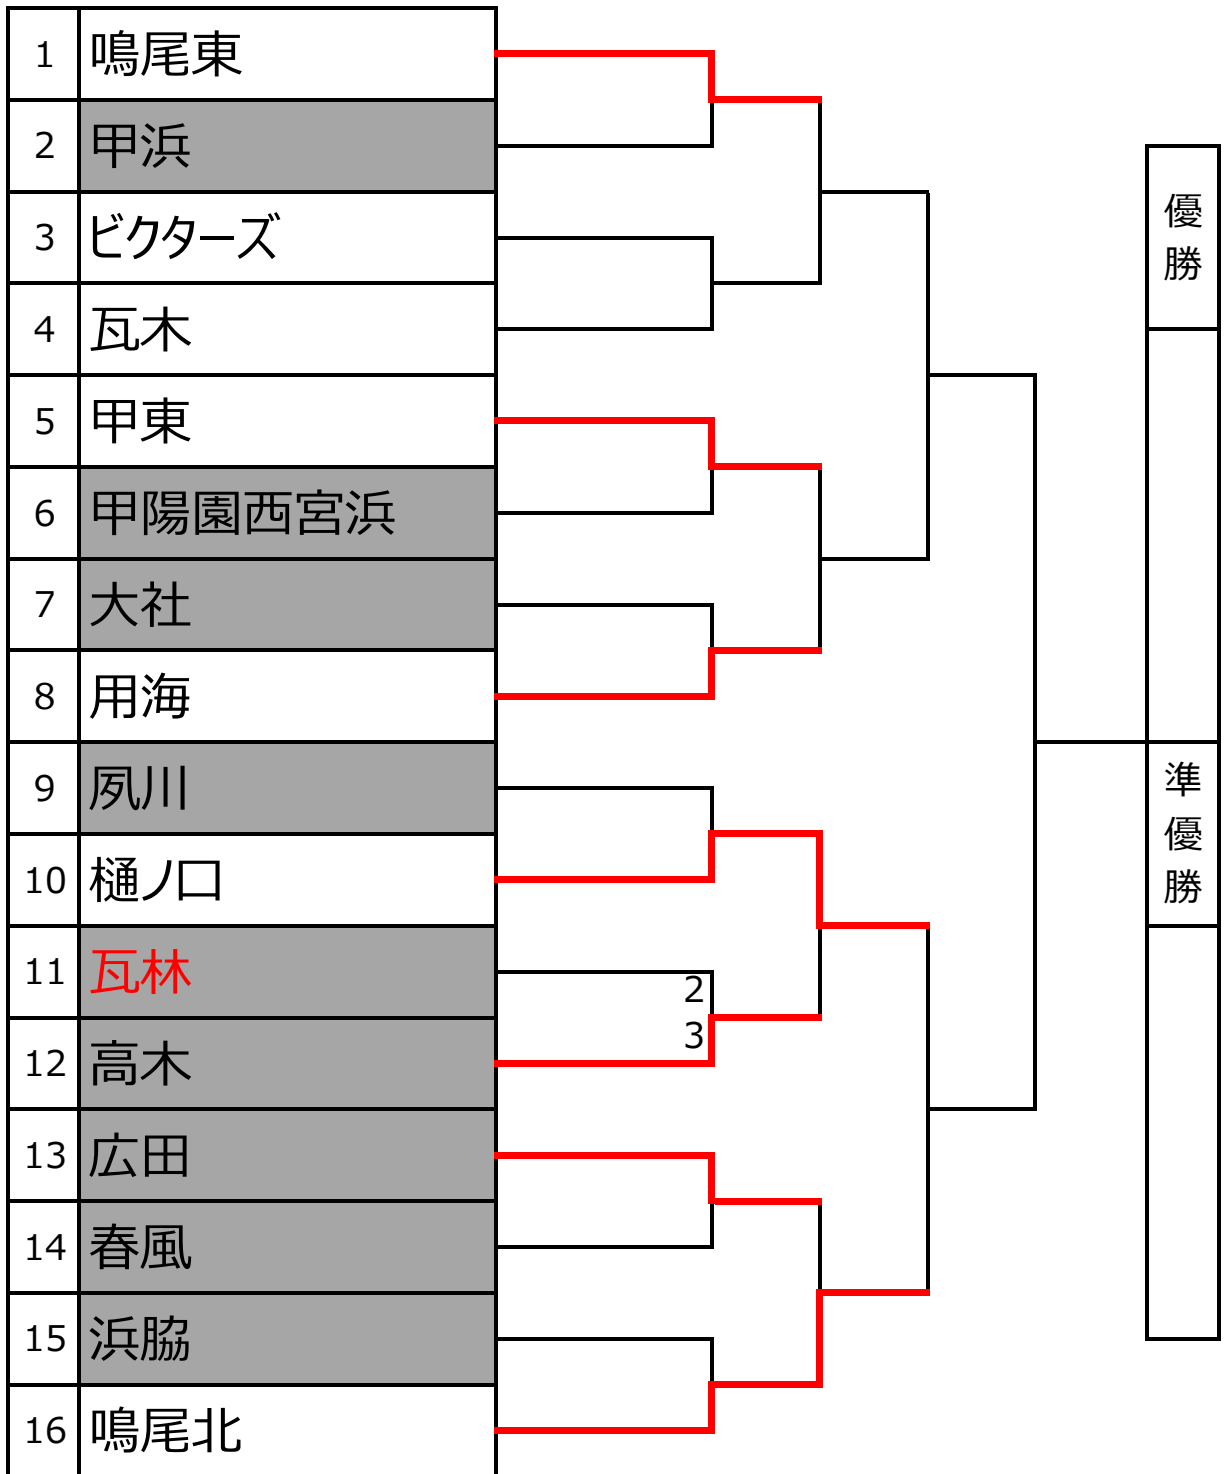 1 鳴尾東
2 甲浜
3 ビクターズ
4 瓦木
5 甲東
6 甲陽園西宮浜
7 大社
8 用海
9 夙川
10 樋ノ口
11 瓦林
2
3
12 高木
13 広田
14 春風
15 浜脇
16 鳴尾北
優勝
準優勝